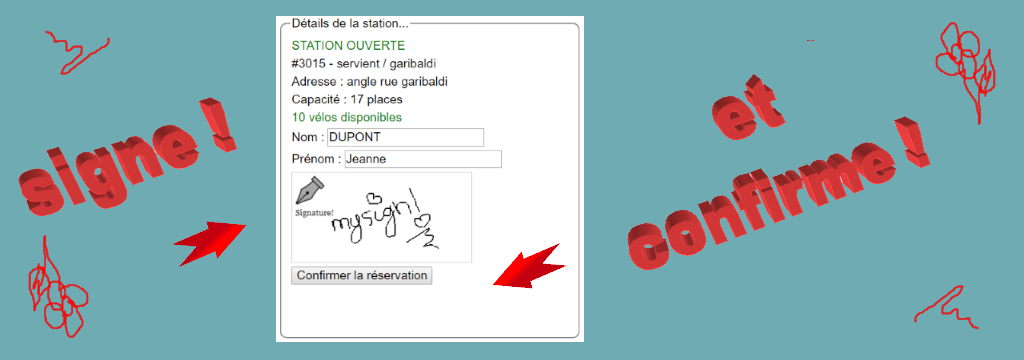 signe !
Détails de la station...
STATION OUVERTE
#3015 - servient / garibaldi
Adresse : angle rue garibaldi
Capacité : 17 places
10 vélos disponibles
Nom : DUPONT
Prénom : Jeanne
Signature!
mysign!
Confirmer la réservation
et
confirme !